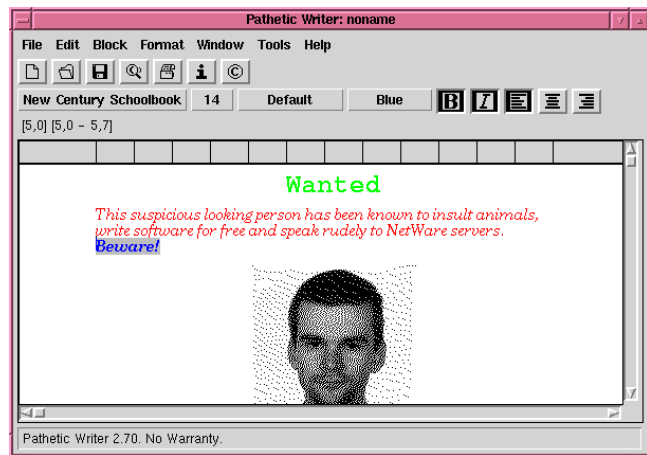 Pathetic Writer: noname
File Edit Block Format Window Tools Help
i ©
New Century Schoolbook 14 Default Blue B I
[5,0] [5,0 - 5,7]
Wanted
This suspicious looking person has been known to insult animals,
write software for free and speak rudely to NetWare servers.
Beware!
Pathetic Writer 2.70. No Warranty.